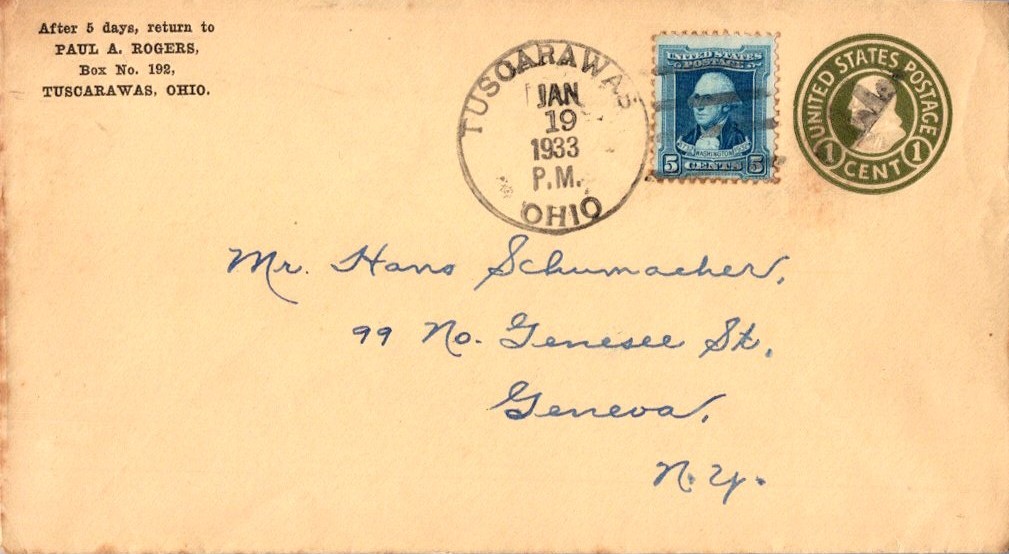 After 5 days, return to
PAUL A. ROGERS,
Box No. 192,
TUSCARAWAS, OHIO.
TUSCARAWAS
JAN
19
1933
P.M.
OHIO
UNITED STATES
POSTAGE
WASHINGTON
5 CENTS 5
UNITED STATES POSTAGE
1 CENT 1
Mr. Hans Schumacher,
99 No. Genesee St.,
Geneva,
N.Y.